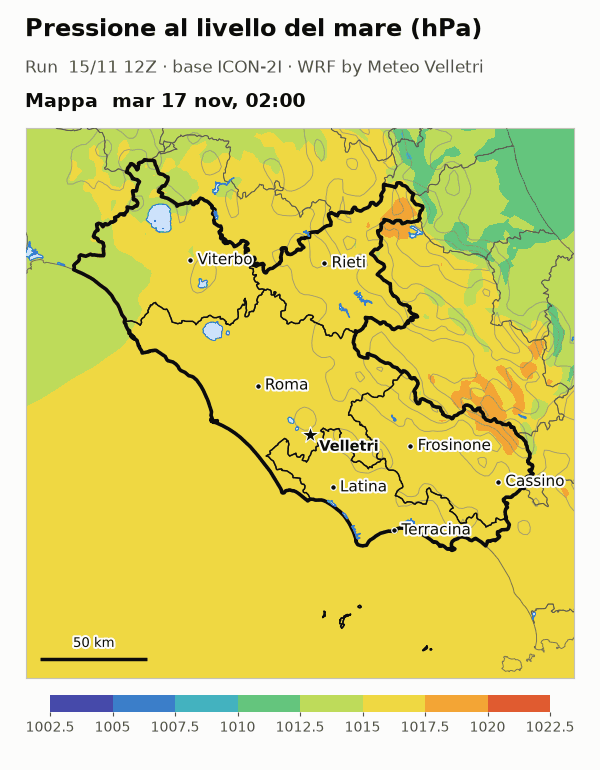 Pressione al livello del mare (hPa)
Run  15/11 12Z · base ICON-2I · WRF by Meteo Velletri
Mappa  mar 17 nov, 02:00
Viterbo
Rieti
Roma
Velletri
Frosinone
Latina
Cassino
Terracina
50 km
1002.5 1005 1007.5 1010 1012.5 1015 1017.5 1020 1022.5